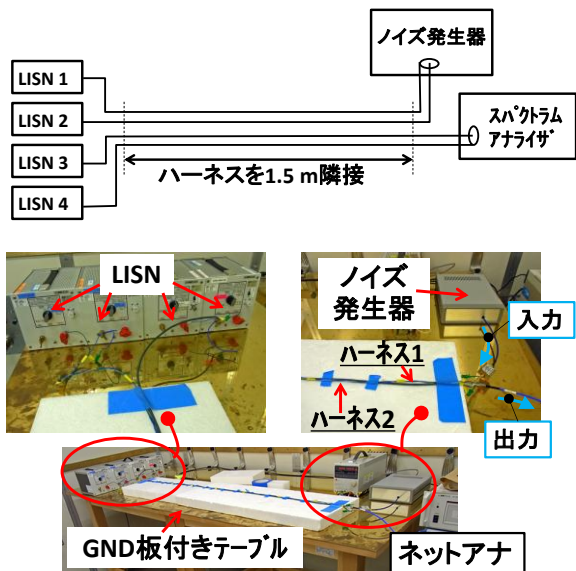 ノイズ発生器
LISN 1
LISN 2
LISN 3
LISN 4
スペクトラム
アナライザ
ハーネスを1.5 m隣接
LISN
ノイズ
発生器
入力
ハーネス1
ハーネス2
出力
GND板付きテーブル
ネットアナ